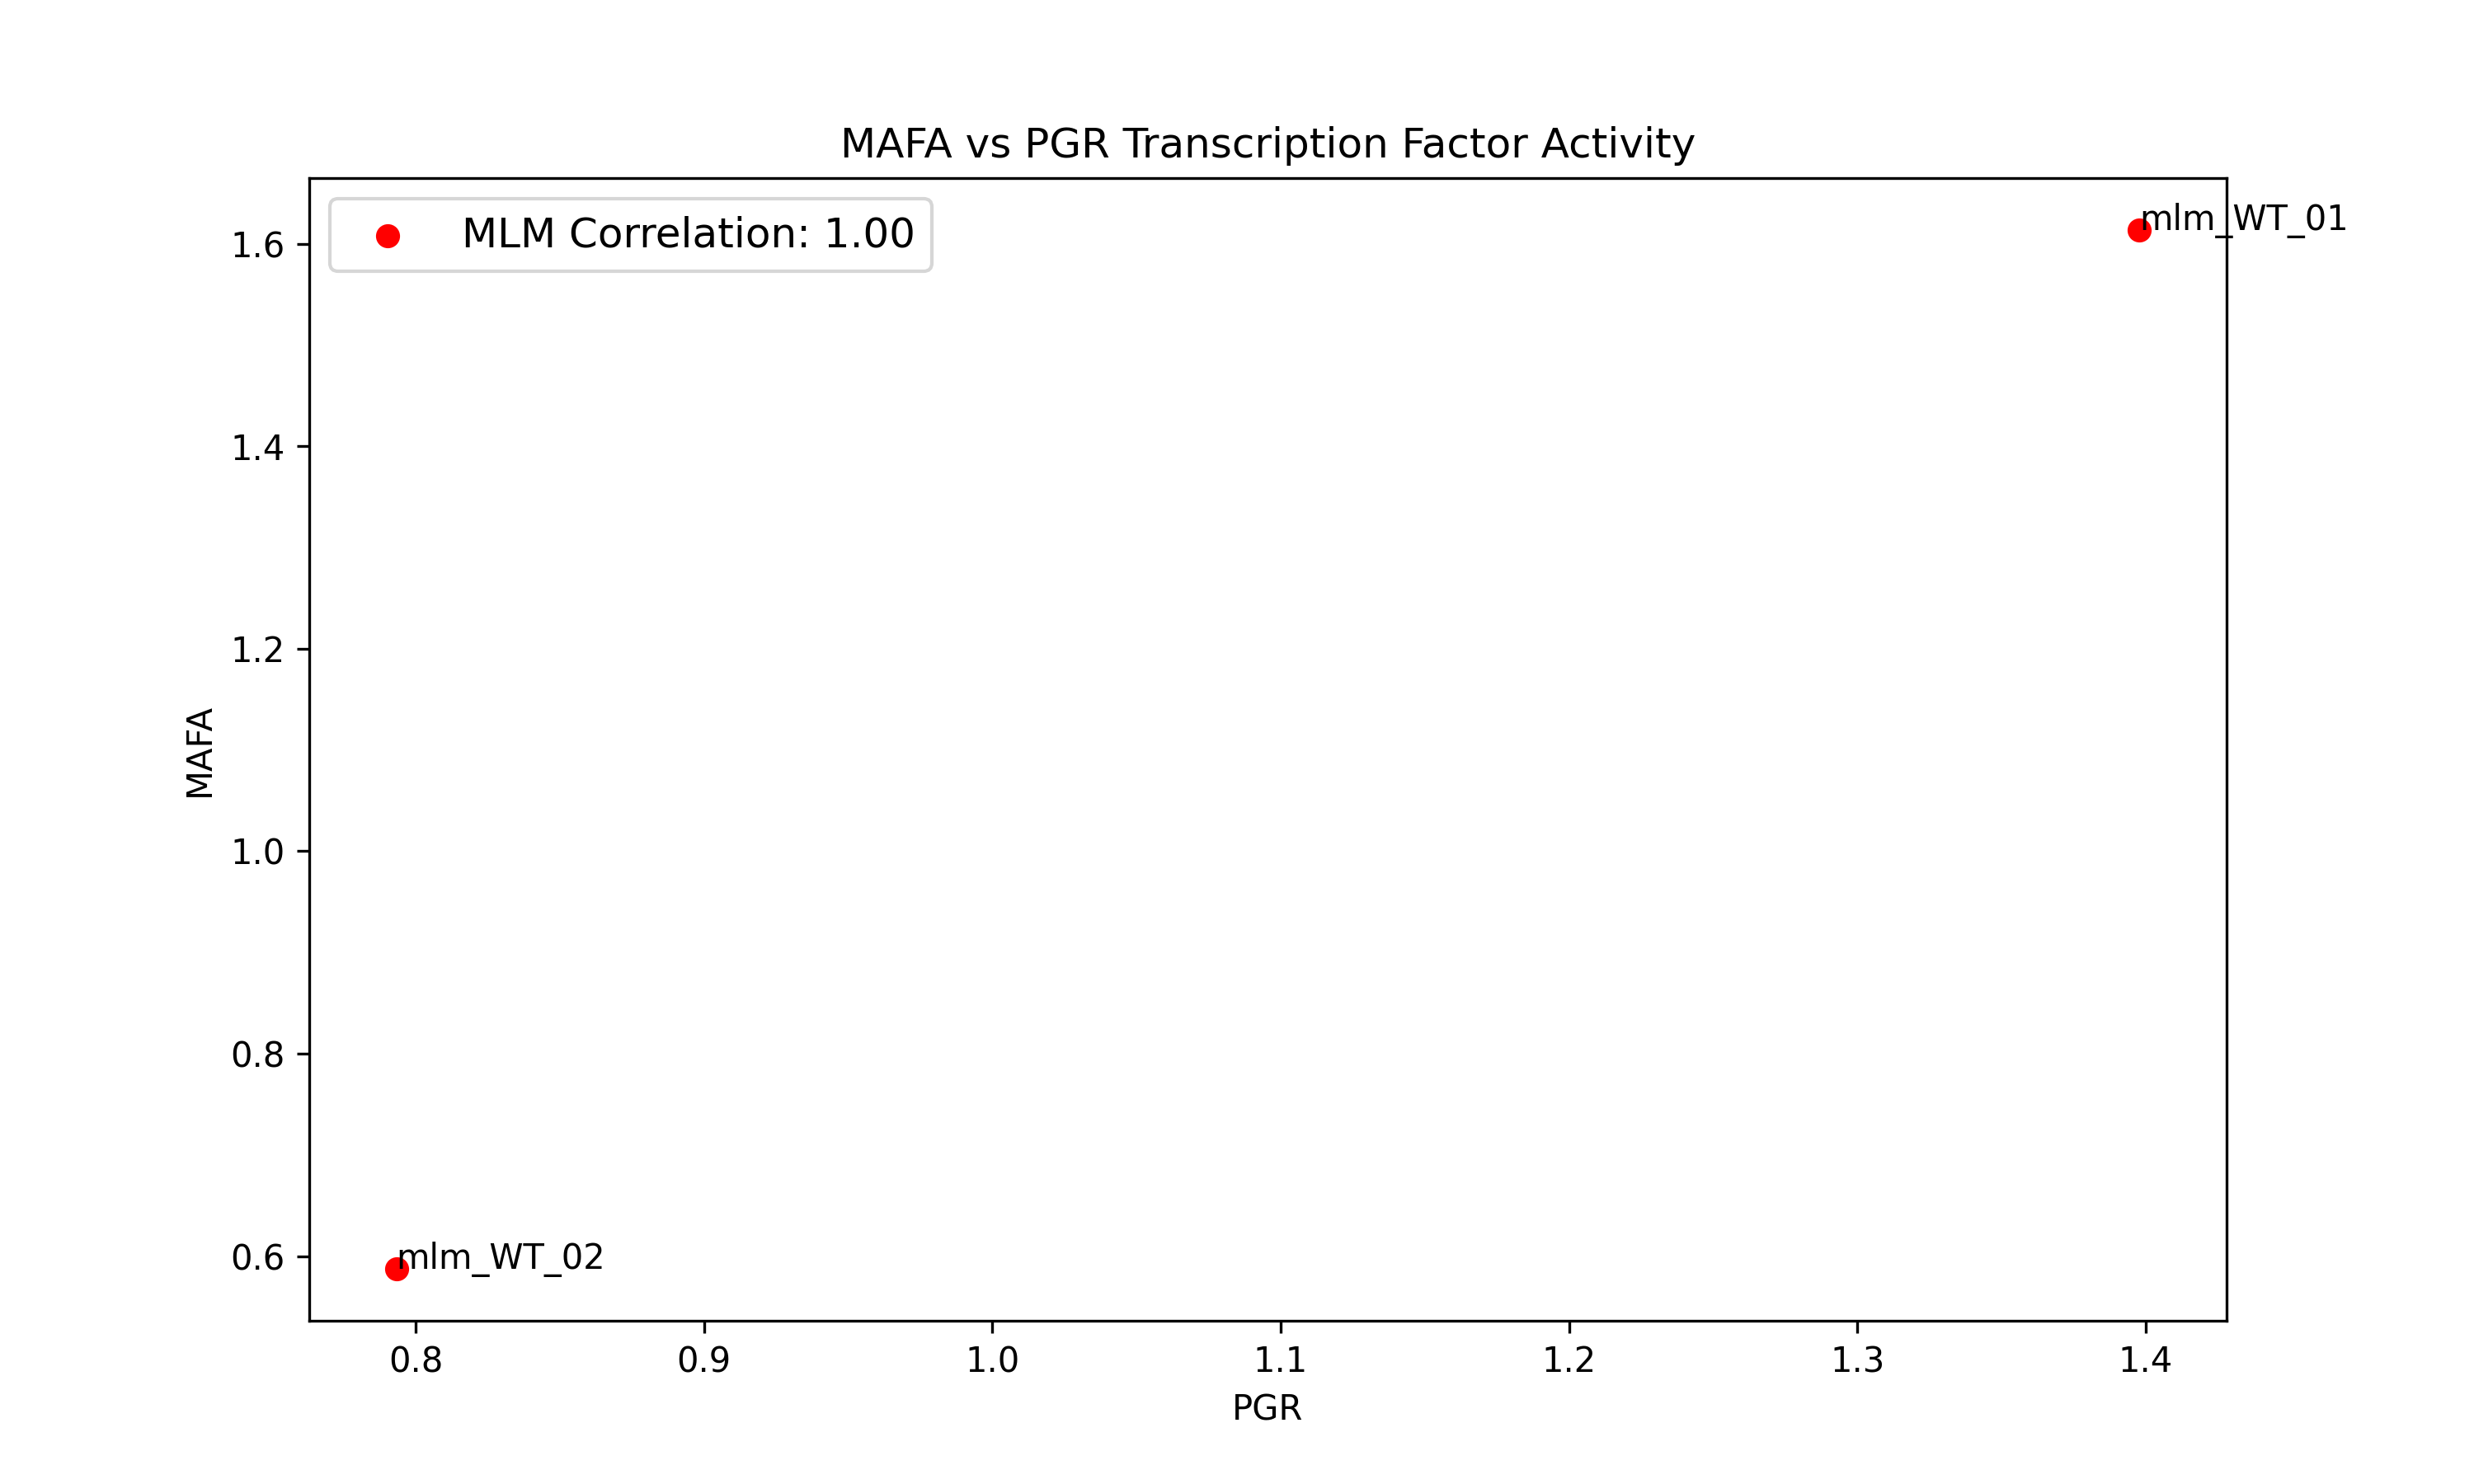 MAFA vs PGR Transcription Factor Activity
MLM Correlation: 1.00
mlm_WT_01
1.6
1.4
1.2
1.0
0.8
0.6
MAFA
mlm_WT_02
0.8 0.9 1.0 1.1 1.2 1.3 1.4
PGR